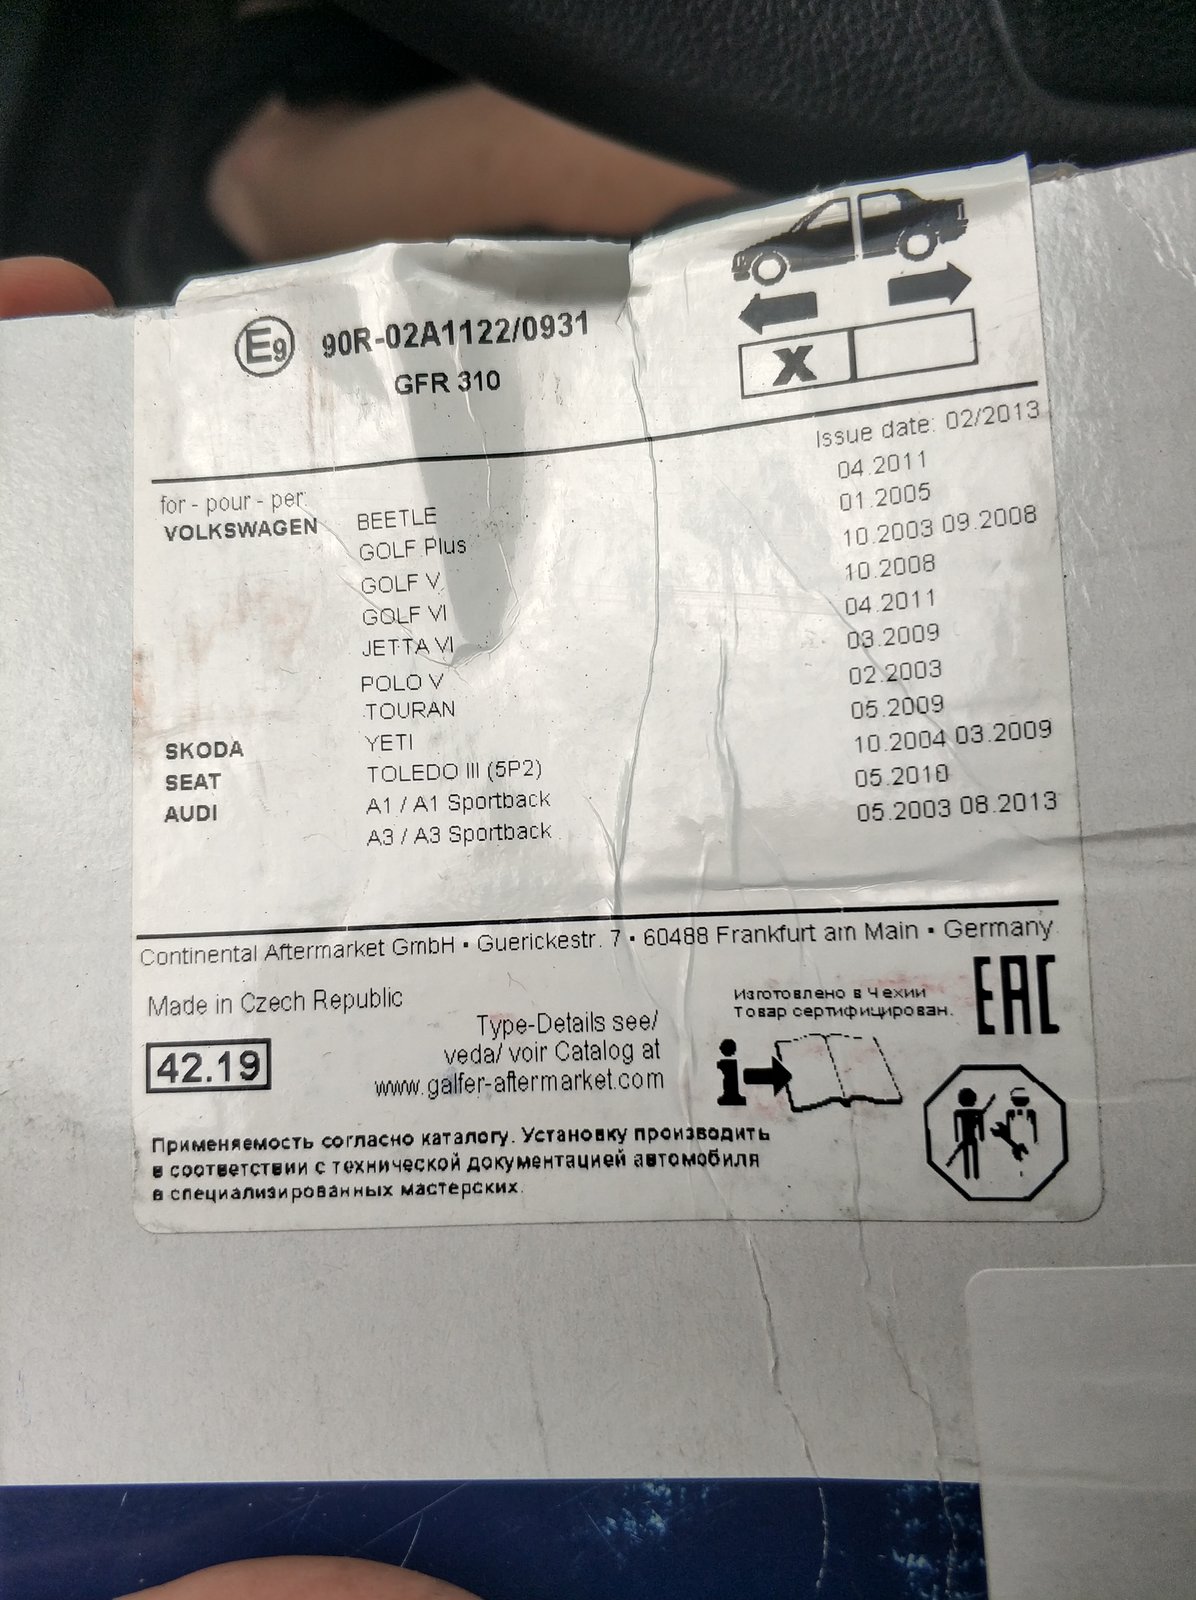 E9 90R-02A1122/0931
GFR 310
X
Issue date: 02/2013
for - pour - per:
VOLKSWAGEN BEETLE 04.2011
GOLF Plus 01.2005
GOLF V 10.2003 09.2008
GOLF VI 10.2008
JETTA VI 04.2011
POLO V 03.2009
TOURAN 02.2003
SKODA YETI 05.2009
SEAT TOLEDO III (5P2) 10.2004 03.2009
AUDI A1 / A1 Sportback 05.2010
A3 / A3 Sportback 05.2003 08.2013
Continental Aftermarket GmbH • Guerickestr. 7 • 60488 Frankfurt am Main • Germany
Made in Czech Republic
42.19
Type-Details see/
veda/ voir Catalog at
www.galfer-aftermarket.com
Изготовлено в Чехии
Товар сертифицирован.
EAC
i
Применяемость согласно каталогу. Установку производить
в соответствии с технической документацией автомобиля
в специализированных мастерских.